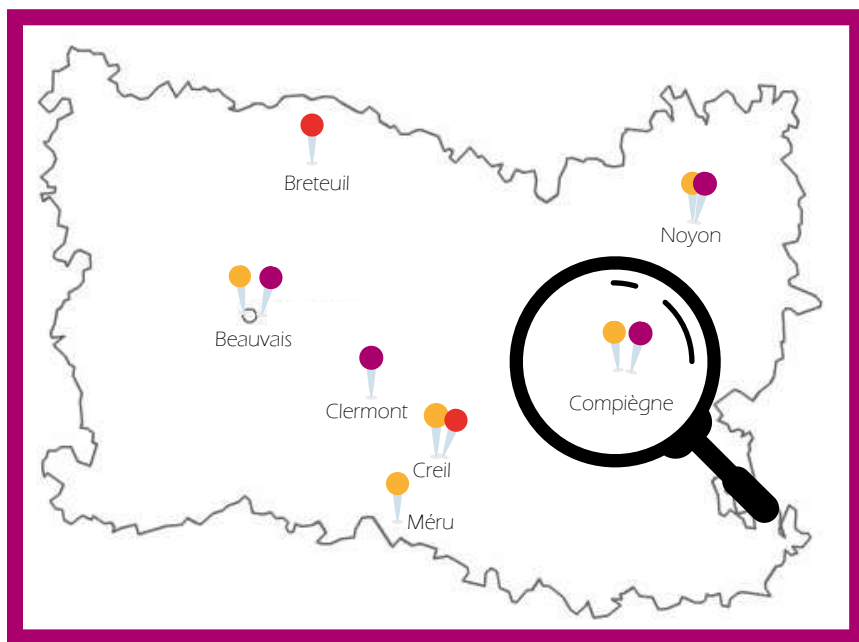 Breteuil
Noyon
Beauvais
Compiègne
Clermont
Creil
Méru